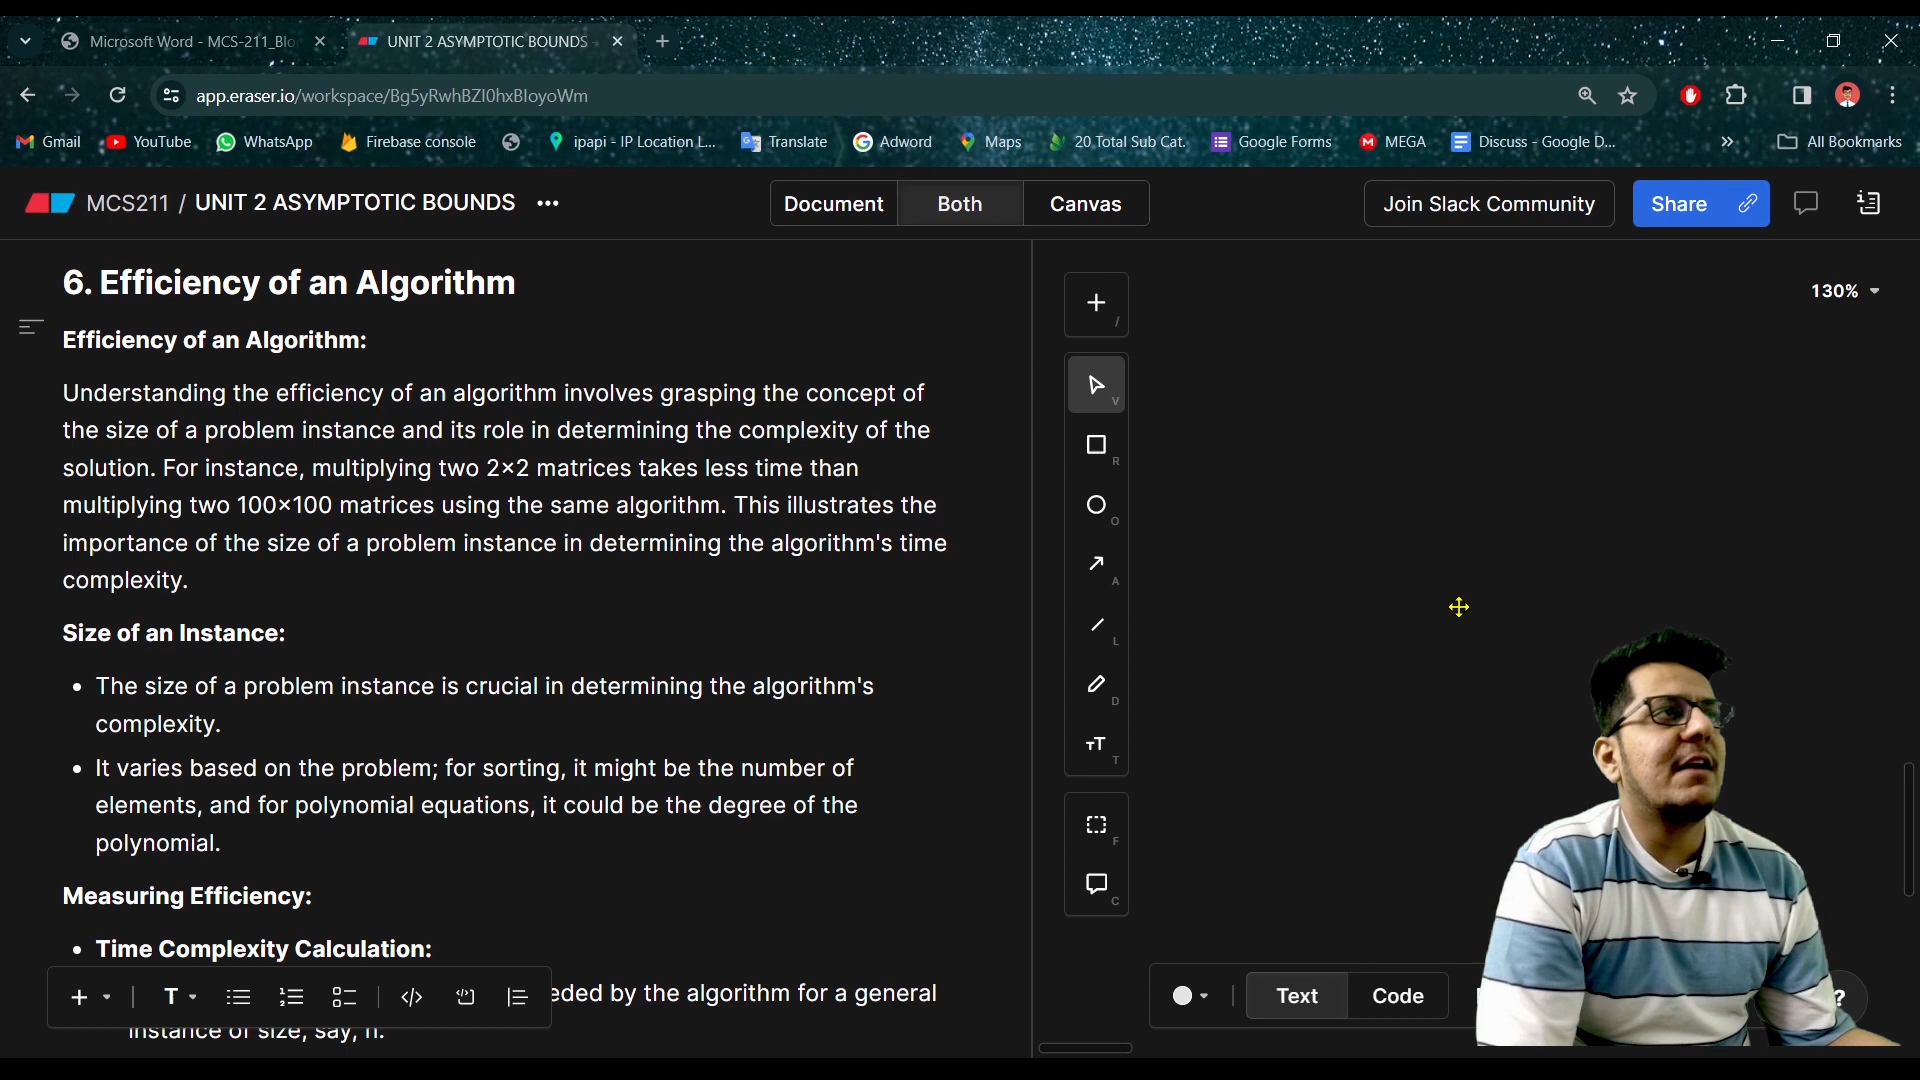 Microsoft Word - MCS-211_Blo
UNIT 2 ASYMPTOTIC BOUNDS
app.eraser.io/workspace/Bg5yRwhBZI0hxBIoyoWm
Gmail
YouTube
WhatsApp
Firebase console
ipapi - IP Location L...
Translate
Adword
Maps
20 Total Sub Cat.
Google Forms
MEGA
Discuss - Google D...
All Bookmarks
MCS211 / UNIT 2 ASYMPTOTIC BOUNDS
Document
Both
Canvas
Join Slack Community
Share
6. Efficiency of an Algorithm
Efficiency of an Algorithm:
Understanding the efficiency of an algorithm involves grasping the concept of
the size of a problem instance and its role in determining the complexity of the
solution. For instance, multiplying two 2×2 matrices takes less time than
multiplying two 100×100 matrices using the same algorithm. This illustrates the
importance of the size of a problem instance in determining the algorithm's time
complexity.
Size of an Instance:
• The size of a problem instance is crucial in determining the algorithm's
complexity.
• It varies based on the problem; for sorting, it might be the number of
elements, and for polynomial equations, it could be the degree of the
polynomial.
Measuring Efficiency:
• Time Complexity Calculation:
eded by the algorithm for a general
instance of size, say, n.
T
130%
/
V
R
O
A
L
D
TT
T
F
C
Text
Code
?